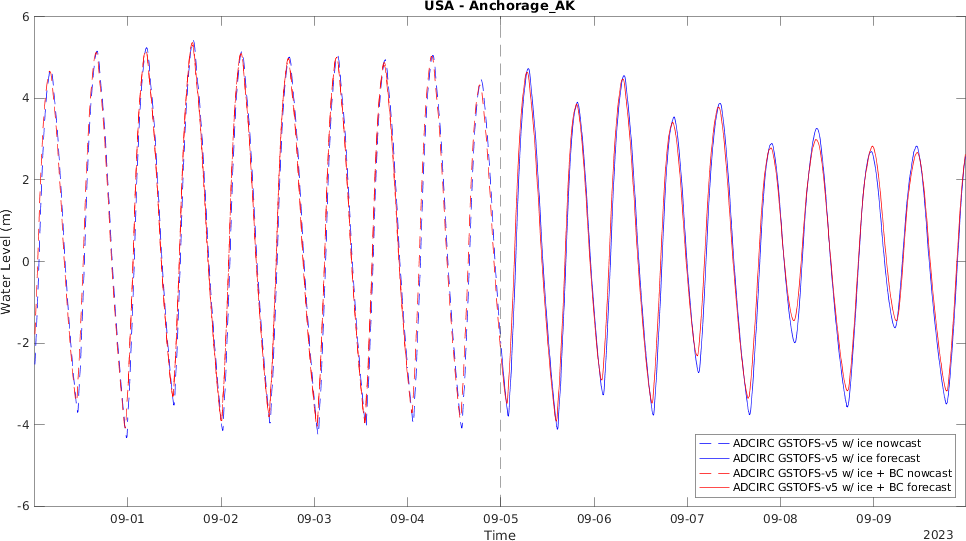 USA - Anchorage_AK
6
4
2
0
-2
-4
-6
Water Level (m)
ADCIRC GSTOFS-v5 w/ ice nowcast
ADCIRC GSTOFS-v5 w/ ice forecast
ADCIRC GSTOFS-v5 w/ ice + BC nowcast
ADCIRC GSTOFS-v5 w/ ice + BC forecast
09-01 09-02 09-03 09-04 09-05 09-06 09-07 09-08 09-09
Time
2023